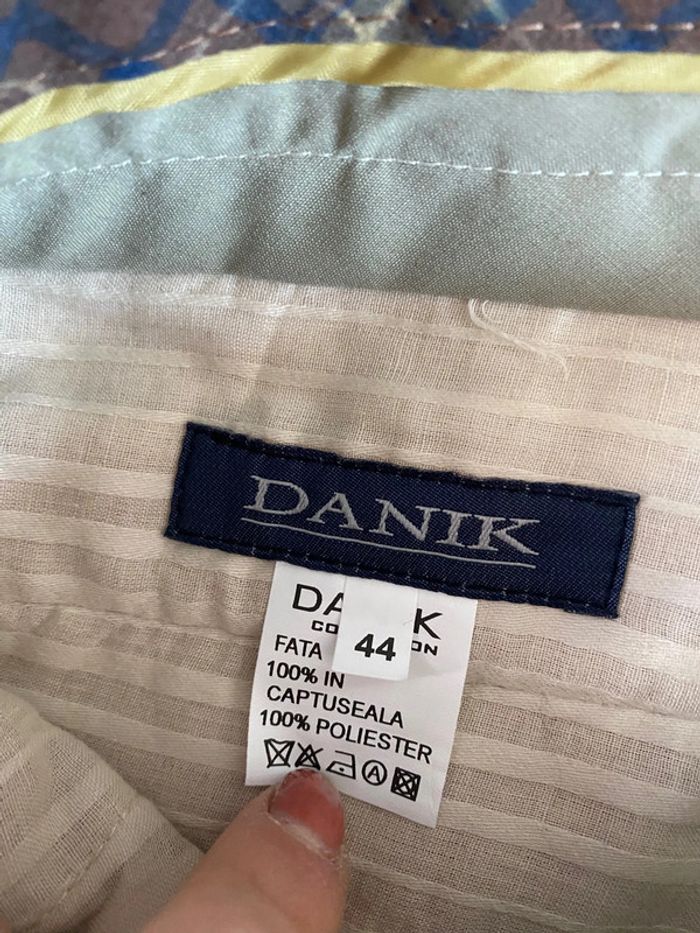 DANIK
DA K
CO ON
44
FATA
100% IN
CAPTUSEALA
100% POLIESTER
A